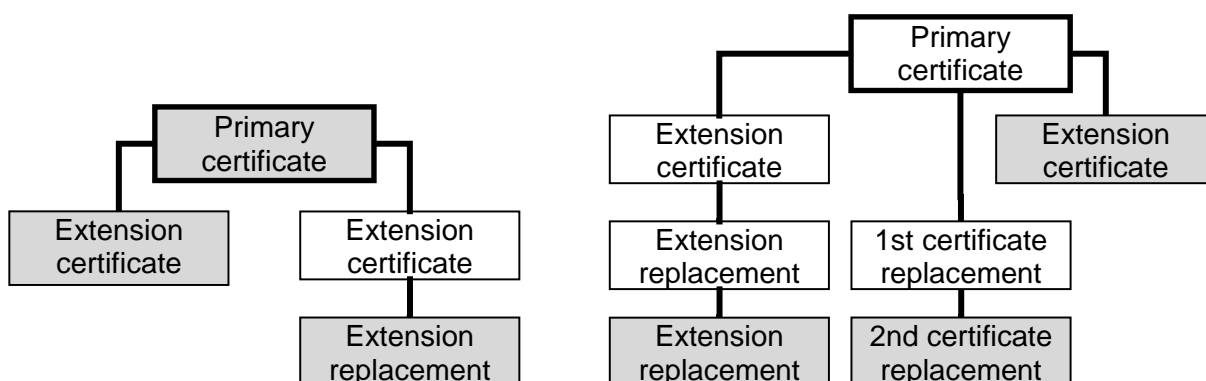 Primary
certificate
Extension
certificate
Extension
certificate
Extension
replacement
Primary
certificate
Extension
certificate
Extension
certificate
Extension
replacement
1st certificate
replacement
Extension
replacement
2nd certificate
replacement